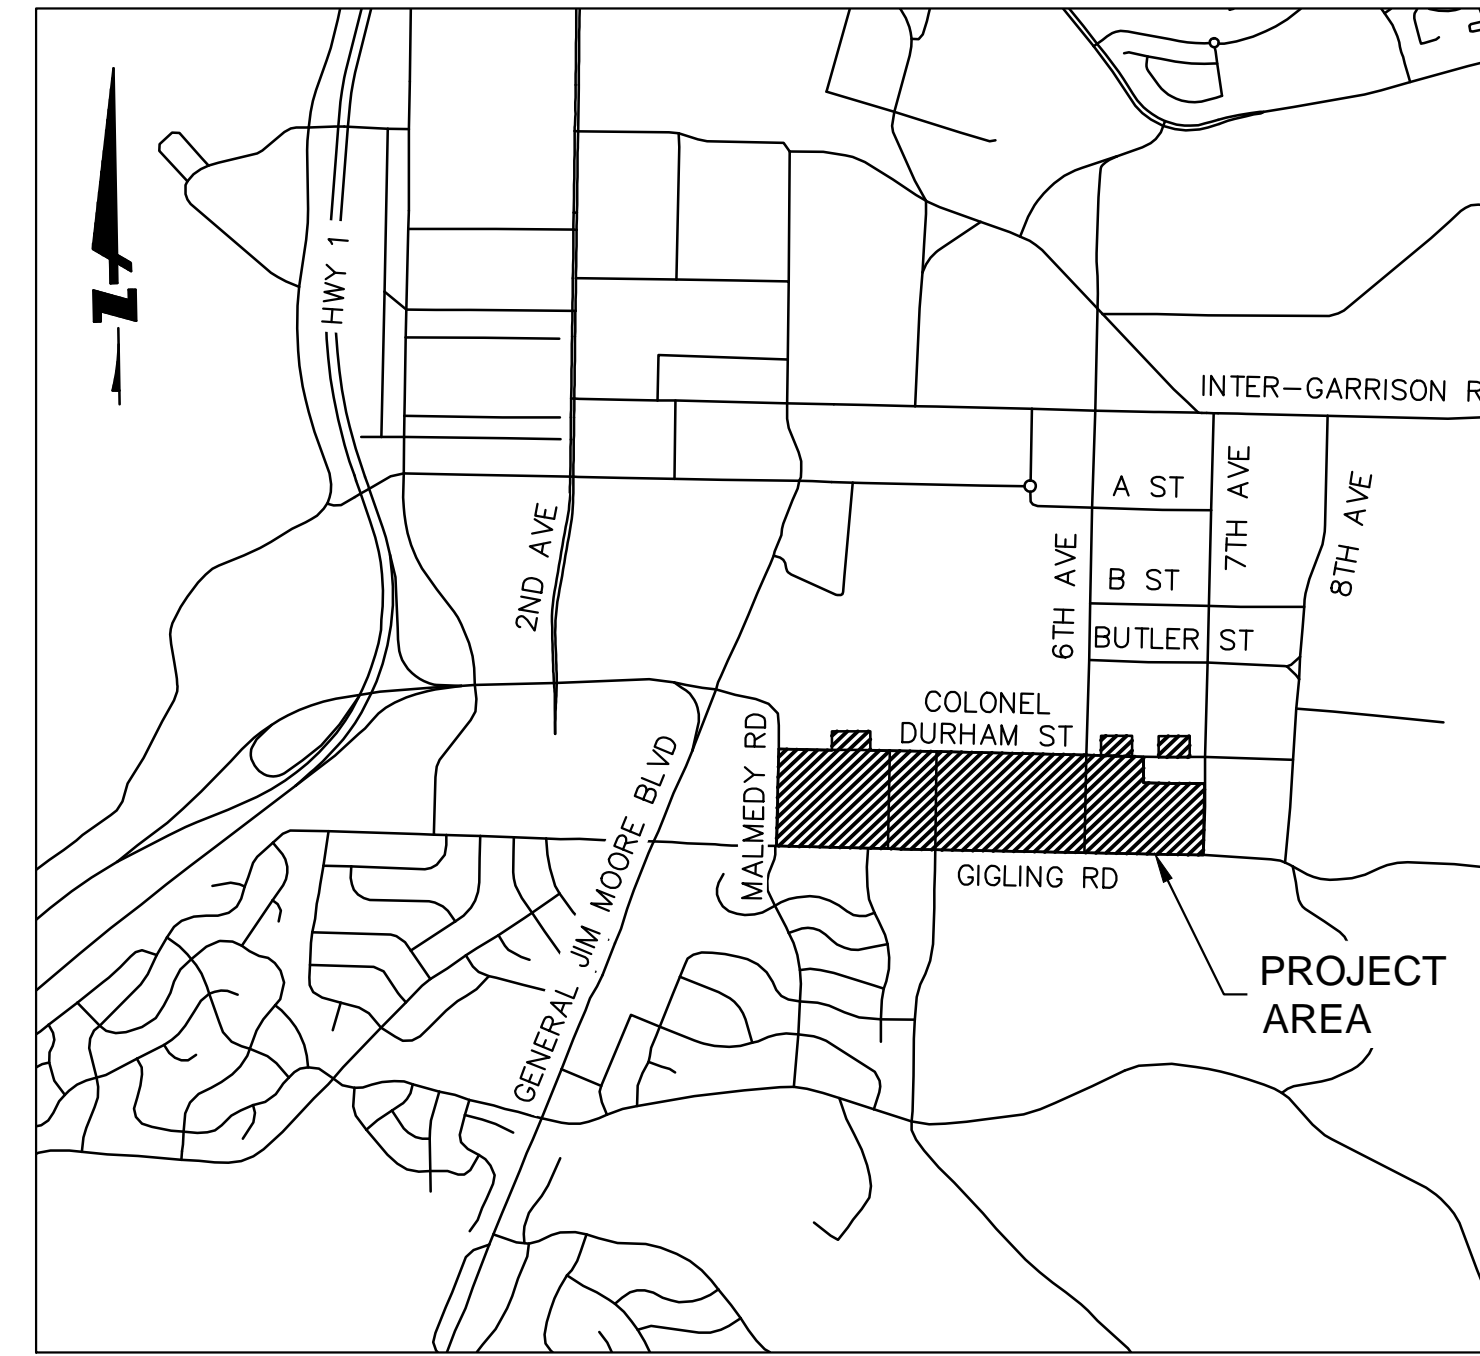 N
HWY 1
INTER-GARRISON R
A ST
7TH AVE
8TH AVE
2ND AVE
6TH AVE
B ST
BUTLER ST
COLONEL
DURHAM ST
MALMEDY RD
GENERAL JIM MOORE BLVD
GIGLING RD
PROJECT
AREA